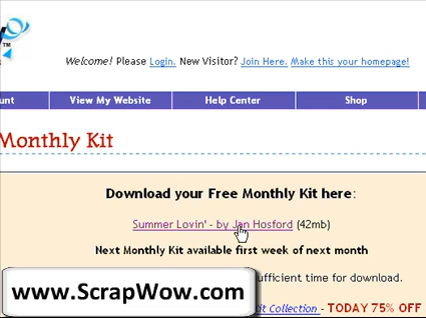 TM
Welcome! Please Login. New Visitor? Join Here. Make this your homepage!
View My Website Help Center Shop
Monthly Kit
Download your Free Monthly Kit here:
Summer Lovin' - by Jan Hosford (42mb)
Next Monthly Kit available first week of next month
sufficient time for download.
www.ScrapWow.com
Collection - TODAY 75% OFF